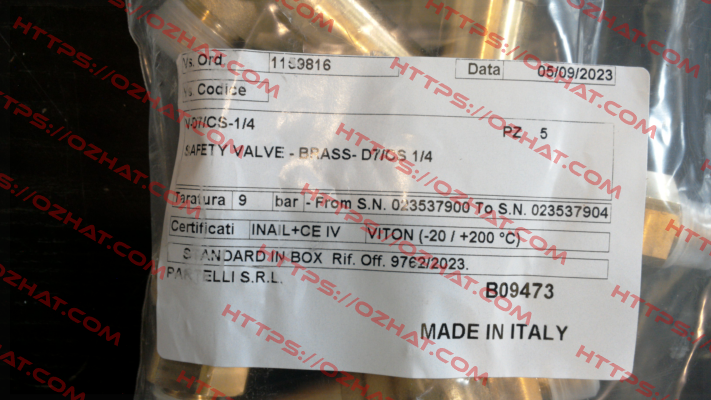 Vs. Ord. 1159816 Data 05/09/2023
Vs. Codice
V-D7/CS-1/4 PZ. 5
SAFETY VALVE - BRASS- D7/CS 1/4
Taratura 9 bar - From S.N. 023537900 To S.N. 023537904
Certificati INAIL+CE IV VITON (-20 / +200 °C)
STANDARD IN BOX Rif. Off. 9762/2023.
S.R.L.
B09473
MADE IN ITALY
HTTPS://OZHAT.COM